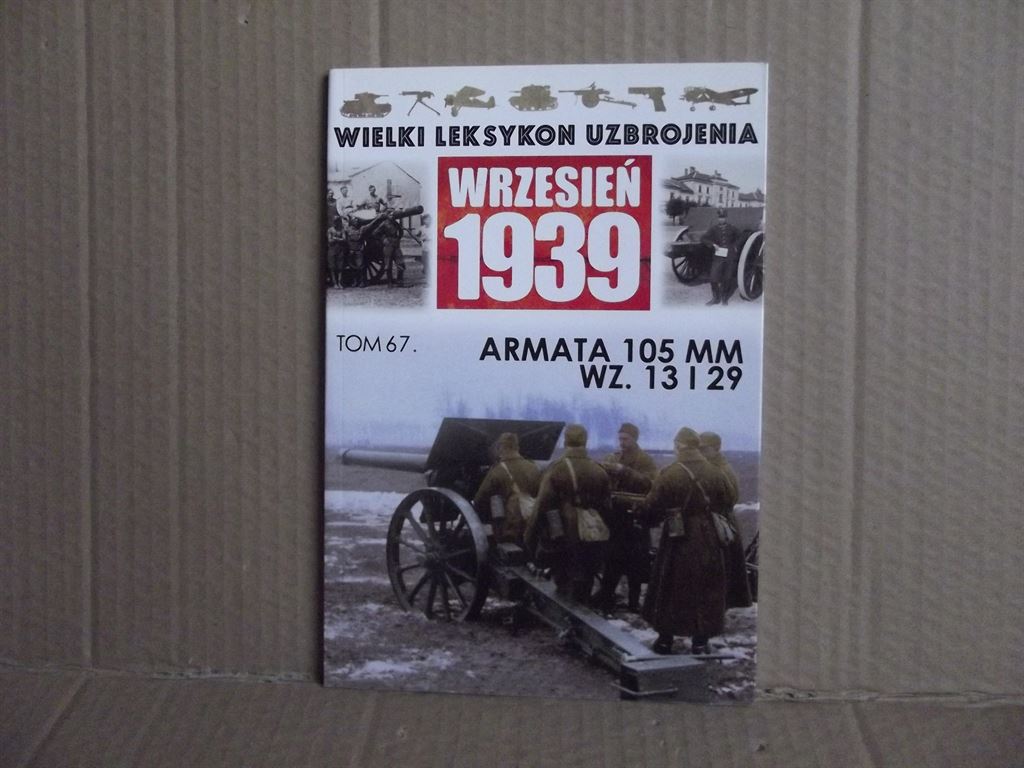 WIELKI LEKSYKON UZBROJENIA
WRZESIEŃ
1939
TOM 67.
ARMATA 105 MM
WZ. 13 I 29